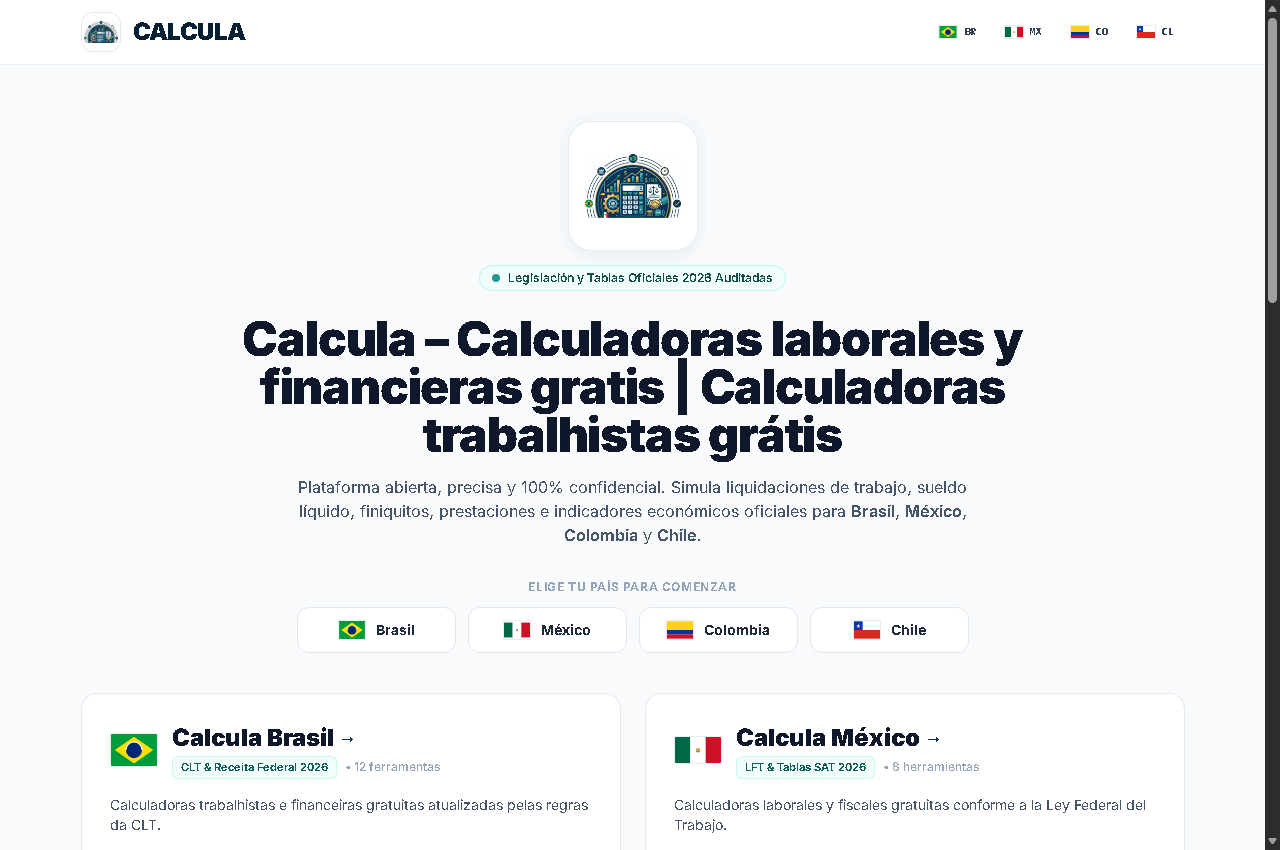 CALCULA
BR
MX
CO
CL
Legislación y Tablas Oficiales 2026 Auditadas
Calcula – Calculadoras laborales y
financieras gratis | Calculadoras
trabalhistas grátis
Plataforma abierta, precisa y 100% confidencial. Simula liquidaciones de trabajo, sueldo
líquido, finiquitos, prestaciones e indicadores económicos oficiales para Brasil, México,
Colombia y Chile.
ELIGE TU PAÍS PARA COMENZAR
Brasil
México
Colombia
Chile
Calcula Brasil →
CLT & Receita Federal 2026 • 12 ferramentas
Calculadoras trabalhistas e financeiras gratuitas atualizadas pelas regras
da CLT.
Calcula México →
LFT & Tablas SAT 2026 • 8 herramientas
Calculadoras laborales y fiscales gratuitas conforme a la Ley Federal del
Trabajo.